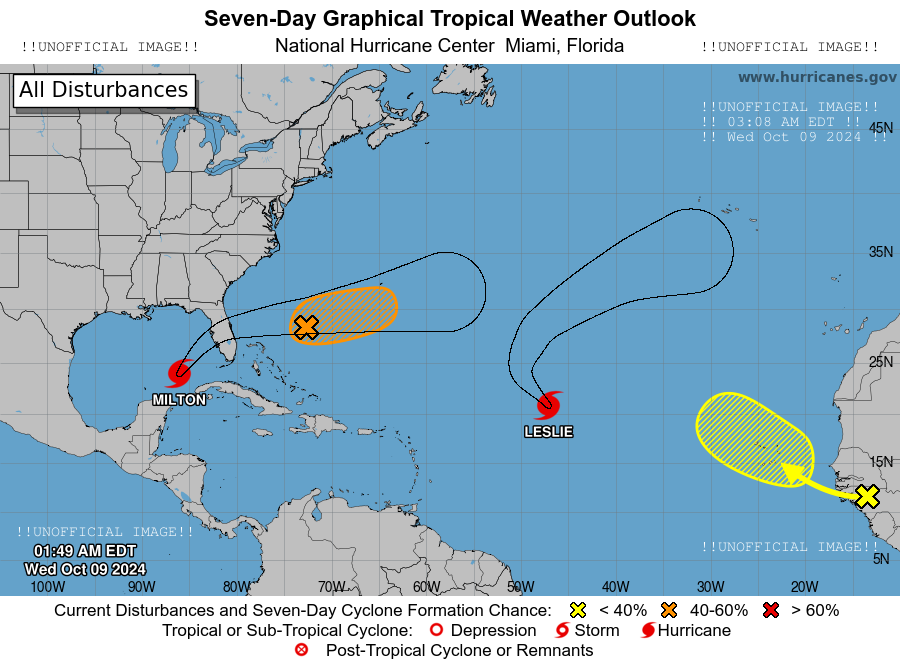 Seven-Day Graphical Tropical Weather Outlook
!!UNOFFICIAL IMAGE!! National Hurricane Center Miami, Florida !!UNOFFICIAL IMAGE!!
All Disturbances
www.hurricanes.gov
!!UNOFFICIAL IMAGE!!
!! 03:08 AM EDT !!
!! Wed Oct 09 2024 !!
45N
35N
25N
MILTON
LESLIE
15N
!!UNOFFICIAL IMAGE!!
01:49 AM EDT
Wed Oct 09 2024
!!UNOFFICIAL IMAGE!!
5N
100W 90W 80W 70W 60W 50W 40W 30W 20W
Current Disturbances and Seven-Day Cyclone Formation Chance: < 40% 40-60% > 60%
Tropical or Sub-Tropical Cyclone: Depression Storm Hurricane
Post-Tropical Cyclone or Remnants